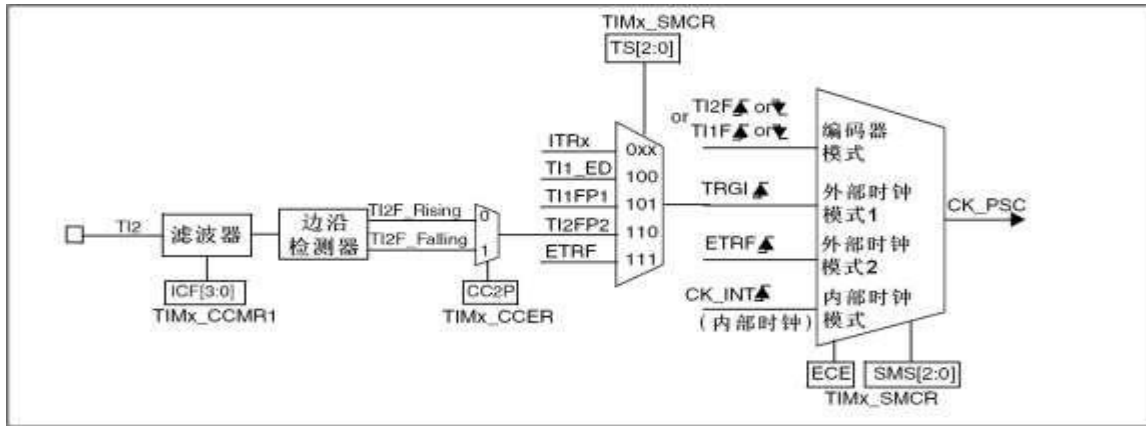 TIMx_SMCR
TS[2:0]
or TI2F or
TI1F or
编码器
模式
ITRx
0xx
TI1_ED
100
TRGI
外部时钟
模式1
CK_PSC
TI1FP1
101
TI2
滤波器
边沿
检测器
TI2F_Rising
0
TI2F_Falling
1
TI2FP2
110
ETRF
111
ETRF
外部时钟
模式2
ICF[3:0]
TIMx_CCMR1
CC2P
TIMx_CCER
CK_INT
(内部时钟)
内部时钟
模式
ECE
SMS[2:0]
TIMx_SMCR